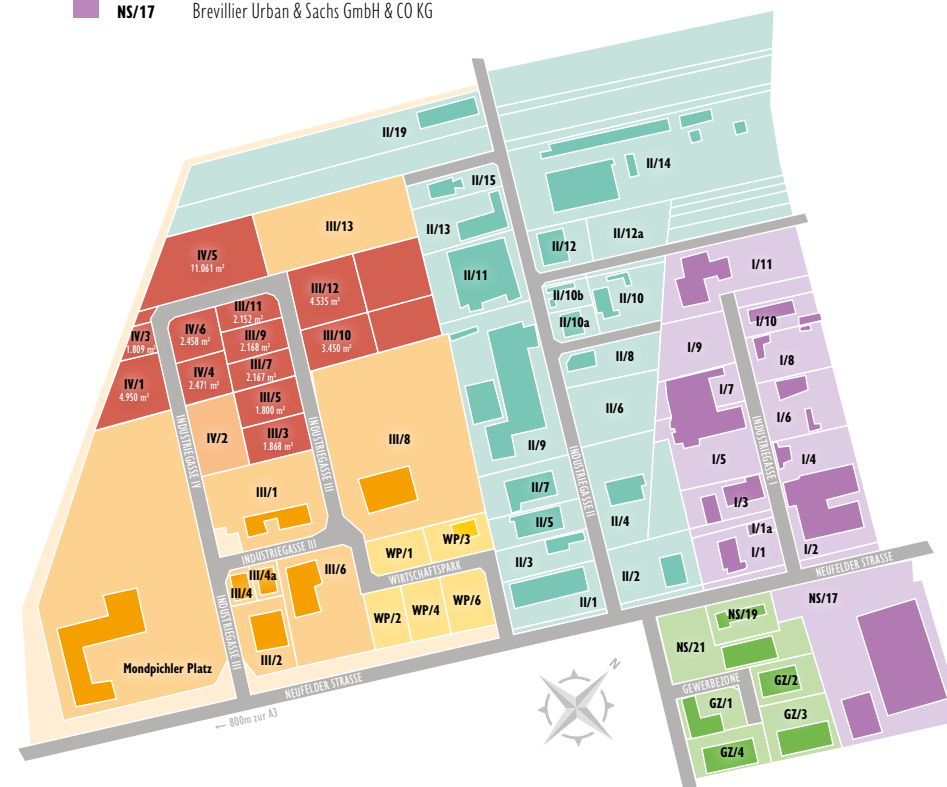 NS/17 Brevillier Urban & Sachs GmbH & CO KG
II/19
II/14
II/15
III/13
II/13
II/12
II/12a
IV/5
11.061 m²
II/11
I/11
III/12
4.535 m²
II/10b
II/10
III/11
2.152 m²
I/10
IV/6
2.458 m²
II/10a
IV/3
1.809 m²
III/9
2.168 m²
III/10
3.450 m²
I/9
II/8
I/8
IV/4
2.471 m²
III/7
2.167 m²
IV/1
4.950 m²
I/7
III/5
1.800 m²
II/6
I/6
IV/2
III/3
1.868 m²
III/8
II/9
INDUSTRIEGASSE IV
INDUSTRIEGASSE III
INDUSTRIEGASSE II
INDUSTRIEGASSE I
I/5
I/4
III/1
II/7
I/3
II/5
II/4
I/1a
WP/3
WP/1
INDUSTRIEGASSE III
I/1
I/2
II/3
NEUFELDER STRASSE
III/4a
III/6
WIRTSCHAFTSPARK
II/2
III/4
WP/6
II/1
NS/17
WP/4
WP/2
NS/19
INDUSTRIEGASSE III
NS/21
III/2
Mondpichler Platz
N
NEUFELDER STRASSE
GEWERBEZONE
GZ/2
GZ/1
GZ/3
← 800m zur A3
GZ/4